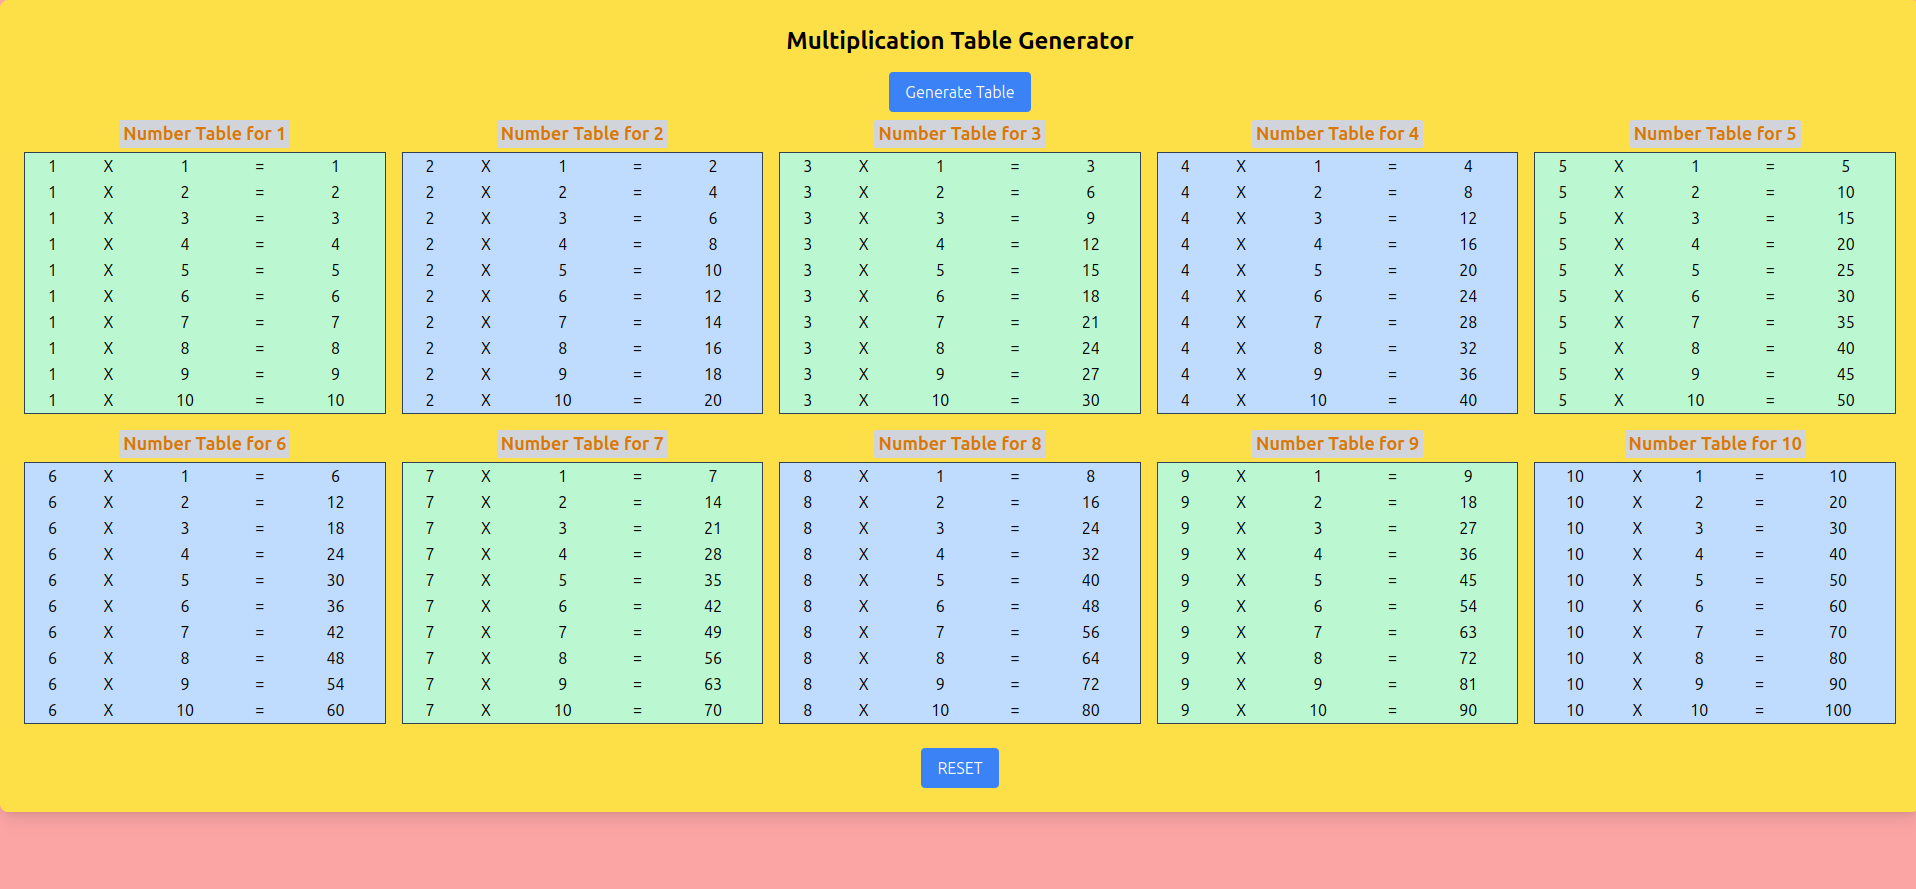 Multiplication Table Generator
Generate Table
Number Table for 1
1 X 1 = 1
1 X 2 = 2
1 X 3 = 3
1 X 4 = 4
1 X 5 = 5
1 X 6 = 6
1 X 7 = 7
1 X 8 = 8
1 X 9 = 9
1 X 10 = 10
Number Table for 2
2 X 1 = 2
2 X 2 = 4
2 X 3 = 6
2 X 4 = 8
2 X 5 = 10
2 X 6 = 12
2 X 7 = 14
2 X 8 = 16
2 X 9 = 18
2 X 10 = 20
Number Table for 3
3 X 1 = 3
3 X 2 = 6
3 X 3 = 9
3 X 4 = 12
3 X 5 = 15
3 X 6 = 18
3 X 7 = 21
3 X 8 = 24
3 X 9 = 27
3 X 10 = 30
Number Table for 4
4 X 1 = 4
4 X 2 = 8
4 X 3 = 12
4 X 4 = 16
4 X 5 = 20
4 X 6 = 24
4 X 7 = 28
4 X 8 = 32
4 X 9 = 36
4 X 10 = 40
Number Table for 5
5 X 1 = 5
5 X 2 = 10
5 X 3 = 15
5 X 4 = 20
5 X 5 = 25
5 X 6 = 30
5 X 7 = 35
5 X 8 = 40
5 X 9 = 45
5 X 10 = 50
Number Table for 6
6 X 1 = 6
6 X 2 = 12
6 X 3 = 18
6 X 4 = 24
6 X 5 = 30
6 X 6 = 36
6 X 7 = 42
6 X 8 = 48
6 X 9 = 54
6 X 10 = 60
Number Table for 7
7 X 1 = 7
7 X 2 = 14
7 X 3 = 21
7 X 4 = 28
7 X 5 = 35
7 X 6 = 42
7 X 7 = 49
7 X 8 = 56
7 X 9 = 63
7 X 10 = 70
Number Table for 8
8 X 1 = 8
8 X 2 = 16
8 X 3 = 24
8 X 4 = 32
8 X 5 = 40
8 X 6 = 48
8 X 7 = 56
8 X 8 = 64
8 X 9 = 72
8 X 10 = 80
Number Table for 9
9 X 1 = 9
9 X 2 = 18
9 X 3 = 27
9 X 4 = 36
9 X 5 = 45
9 X 6 = 54
9 X 7 = 63
9 X 8 = 72
9 X 9 = 81
9 X 10 = 90
Number Table for 10
10 X 1 = 10
10 X 2 = 20
10 X 3 = 30
10 X 4 = 40
10 X 5 = 50
10 X 6 = 60
10 X 7 = 70
10 X 8 = 80
10 X 9 = 90
10 X 10 = 100
RESET